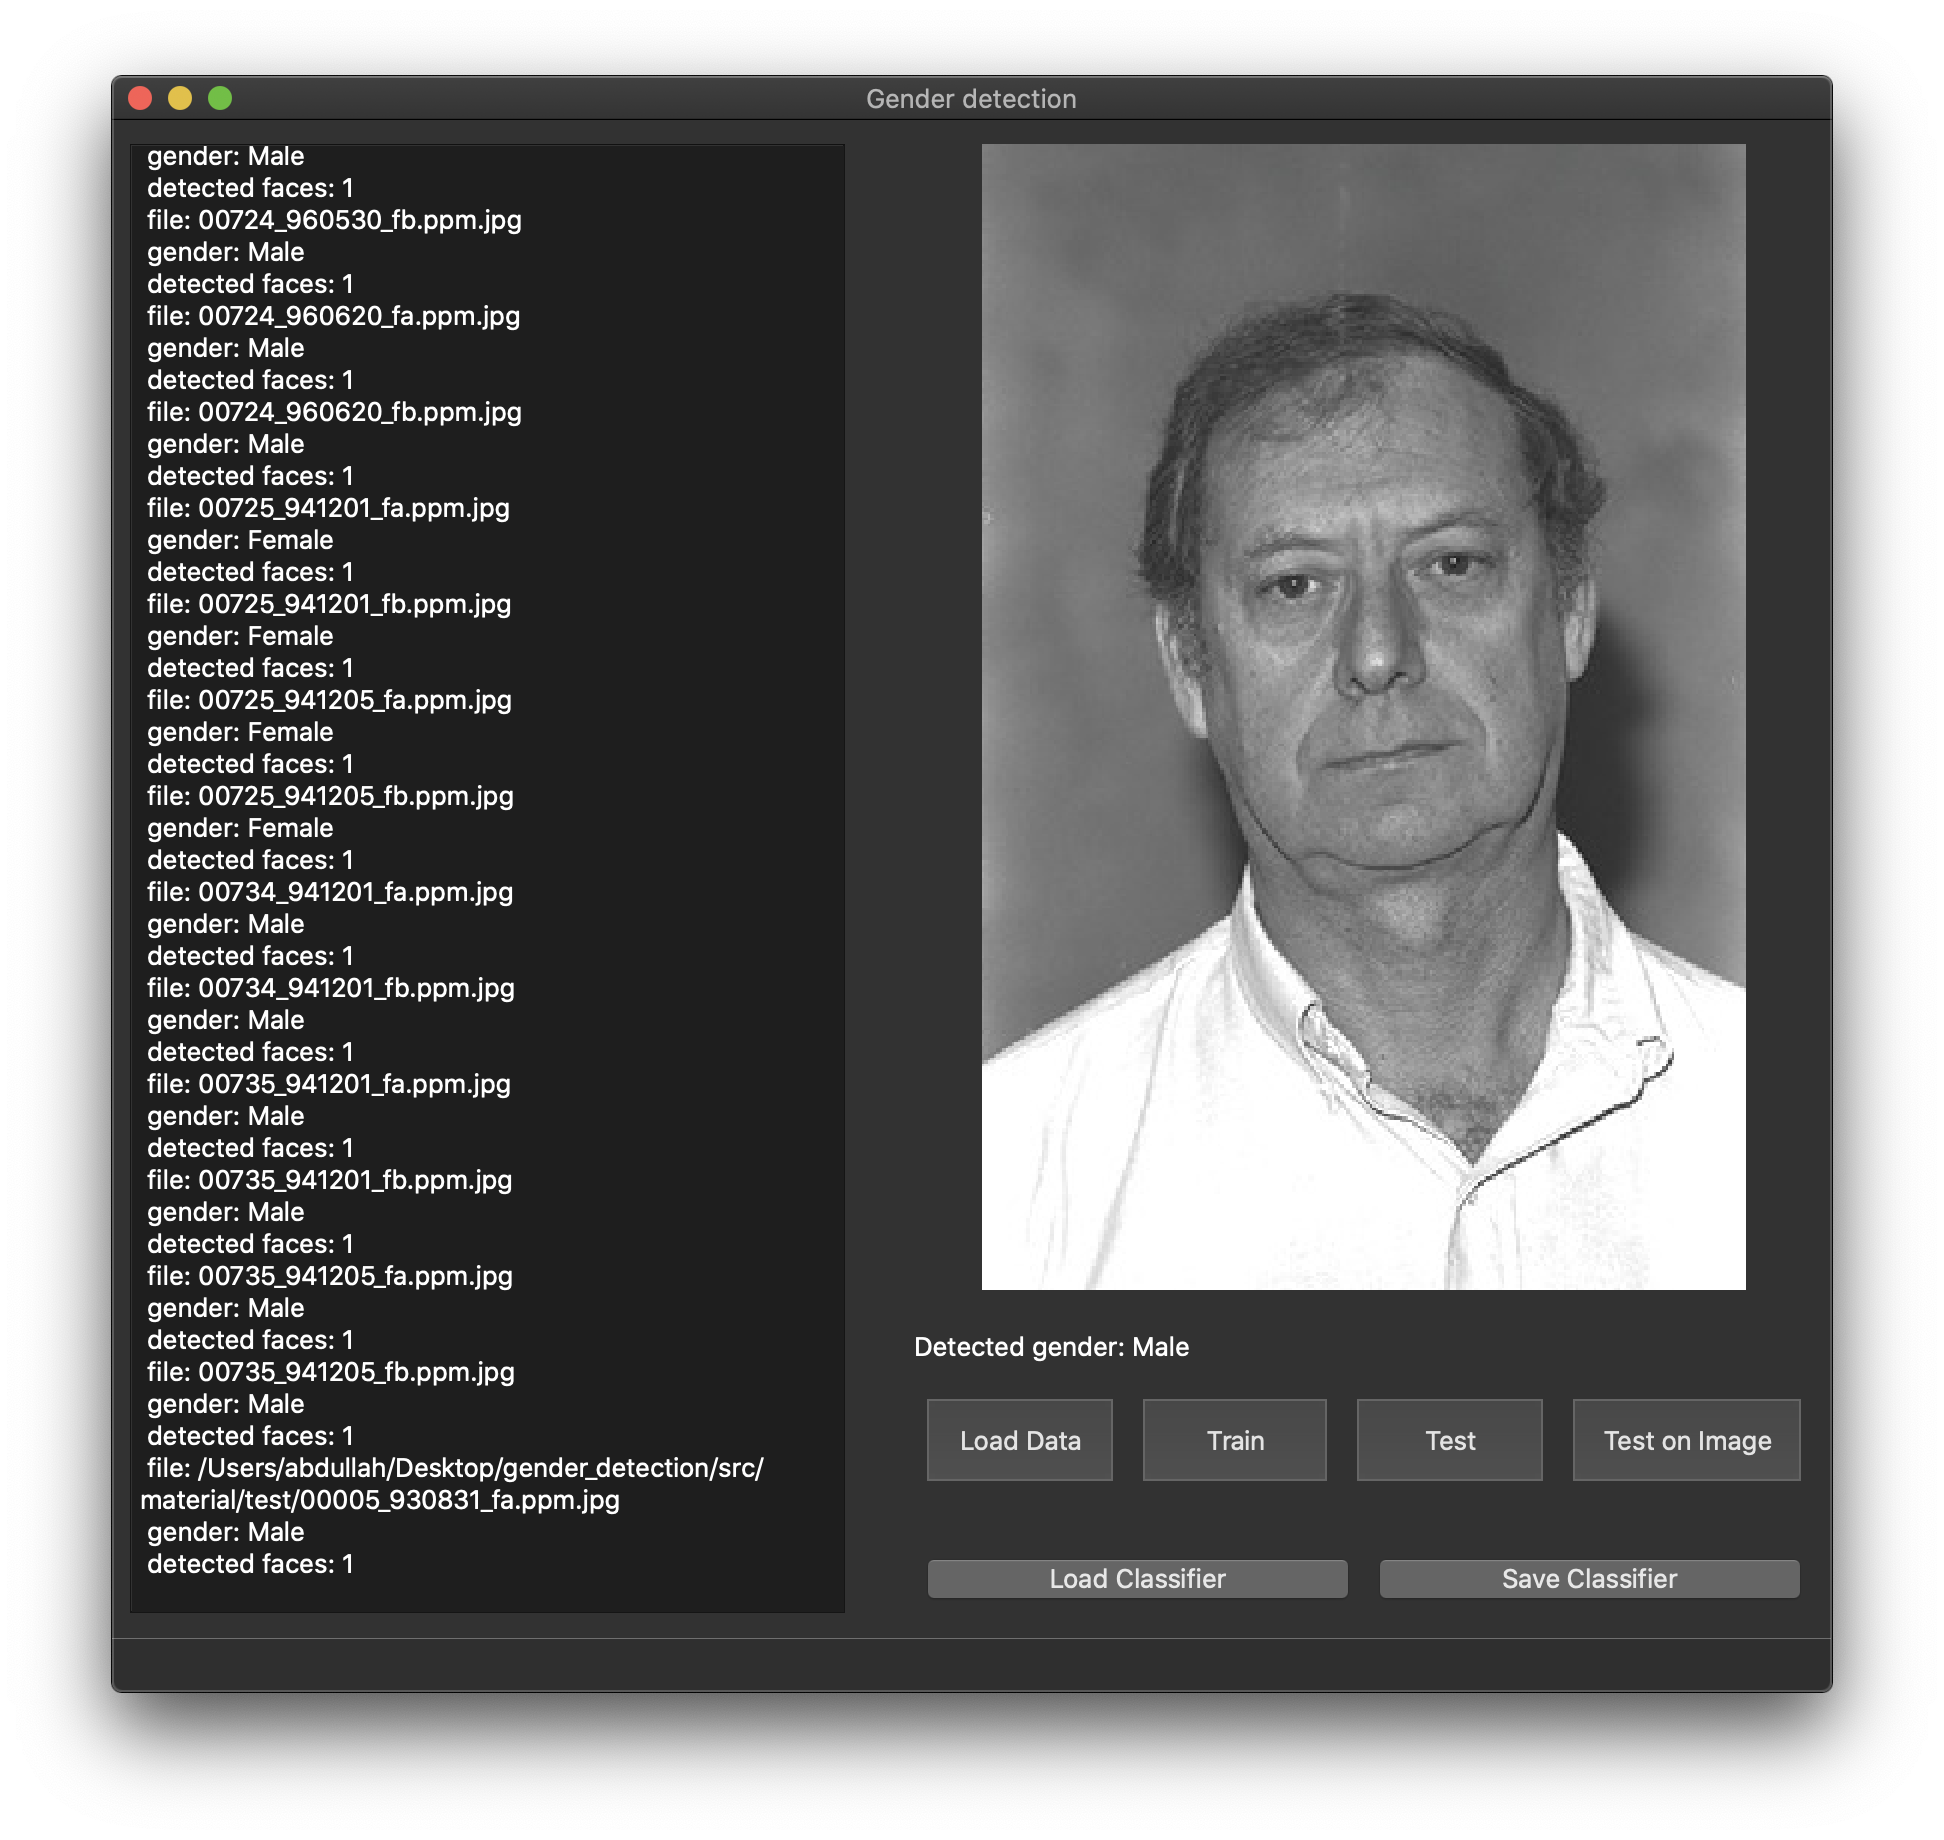 Gender detection
gender: Male
detected faces: 1
file: 00724_960530_fb.ppm.jpg
gender: Male
detected faces: 1
file: 00724_960620_fa.ppm.jpg
gender: Male
detected faces: 1
file: 00724_960620_fb.ppm.jpg
gender: Male
detected faces: 1
file: 00725_941201_fa.ppm.jpg
gender: Female
detected faces: 1
file: 00725_941201_fb.ppm.jpg
gender: Female
detected faces: 1
file: 00725_941205_fa.ppm.jpg
gender: Female
detected faces: 1
file: 00725_941205_fb.ppm.jpg
gender: Female
detected faces: 1
file: 00734_941201_fa.ppm.jpg
gender: Male
detected faces: 1
file: 00734_941201_fb.ppm.jpg
gender: Male
detected faces: 1
file: 00735_941201_fa.ppm.jpg
gender: Male
detected faces: 1
file: 00735_941201_fb.ppm.jpg
gender: Male
detected faces: 1
file: 00735_941205_fa.ppm.jpg
gender: Male
detected faces: 1
file: 00735_941205_fb.ppm.jpg
gender: Male
detected faces: 1
file: /Users/abdullah/Desktop/gender_detection/src/
material/test/00005_930831_fa.ppm.jpg
gender: Male
detected faces: 1
Detected gender: Male
Load Data
Train
Test
Test on Image
Load Classifier
Save Classifier